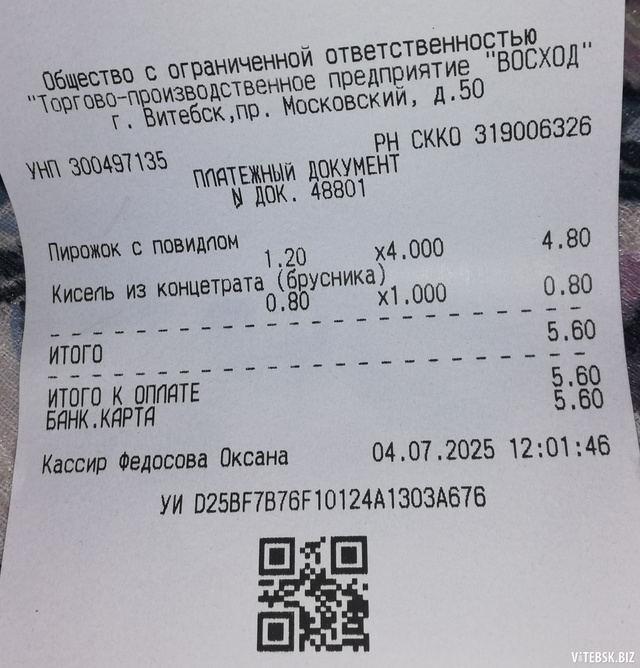 Общество с ограниченной ответственностью
"Торгово-производственное предприятие "ВОСХОД"
г. Витебск,пр. Московский, д.50
УНП 300497135 РН СККО 319006326
ПЛАТЕЖНЫЙ ДОКУМЕНТ
N ДОК. 48801
Пирожок с повидлом
1.20 x4.000 4.80
Кисель из концетрата (брусника)
0.80 x1.000 0.80
ИТОГО 5.60
ИТОГО К ОПЛАТЕ 5.60
БАНК.КАРТА 5.60
Кассир Федосова Оксана 04.07.2025 12:01:46
УИ D25BF7B76F10124A1303A676
VITEBSK.BIZ